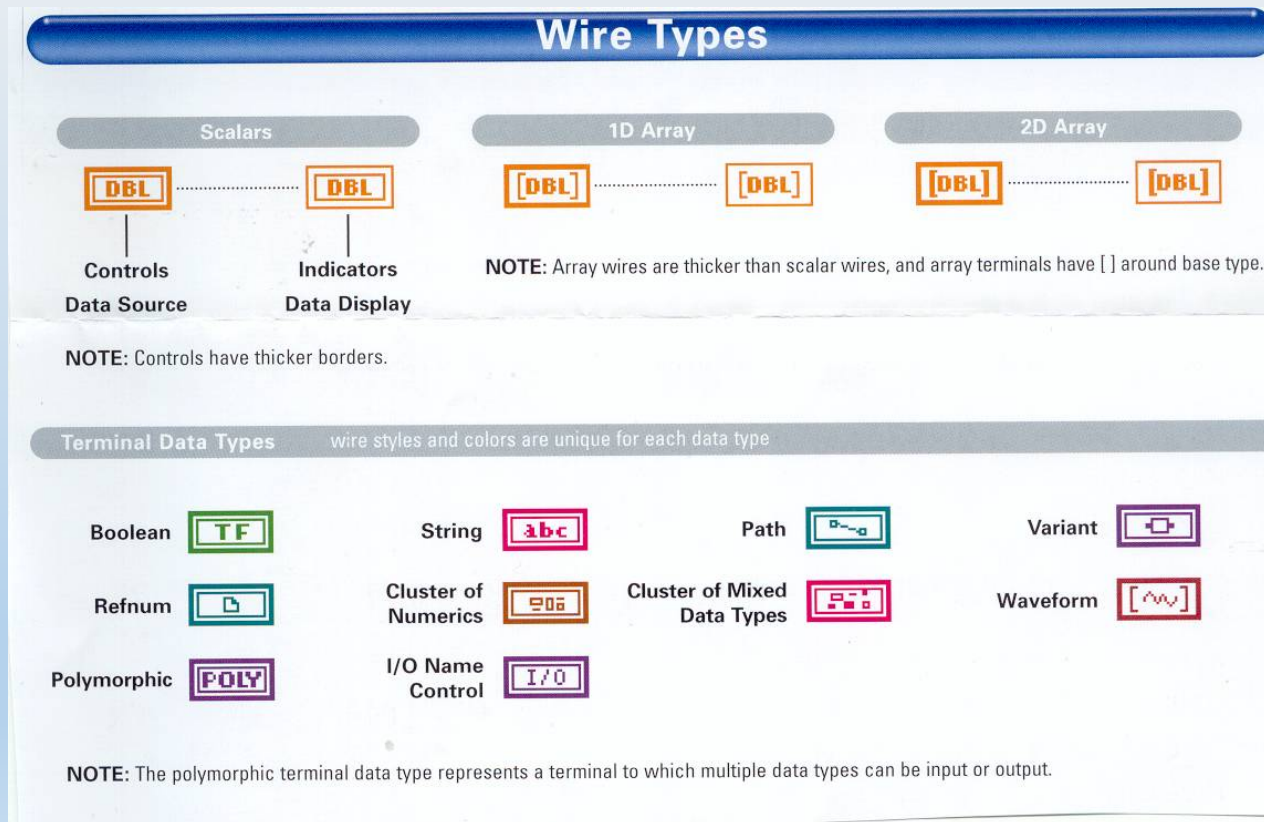 Wire Types
Scalars
1D Array
2D Array
DBL
DBL
[DBL]
[DBL]
[DBL]
[DBL]
Controls
Data Source
Indicators
Data Display
NOTE: Array wires are thicker than scalar wires, and array terminals have [ ] around base type.
NOTE: Controls have thicker borders.
Terminal Data Types wire styles and colors are unique for each data type
Boolean
TF
String
abc
Path
Variant
Refnum
Cluster of
Numerics
Cluster of Mixed
Data Types
Waveform
Polymorphic
POLY
I/O Name
Control
I/O
NOTE: The polymorphic terminal data type represents a terminal to which multiple data types can be input or output.